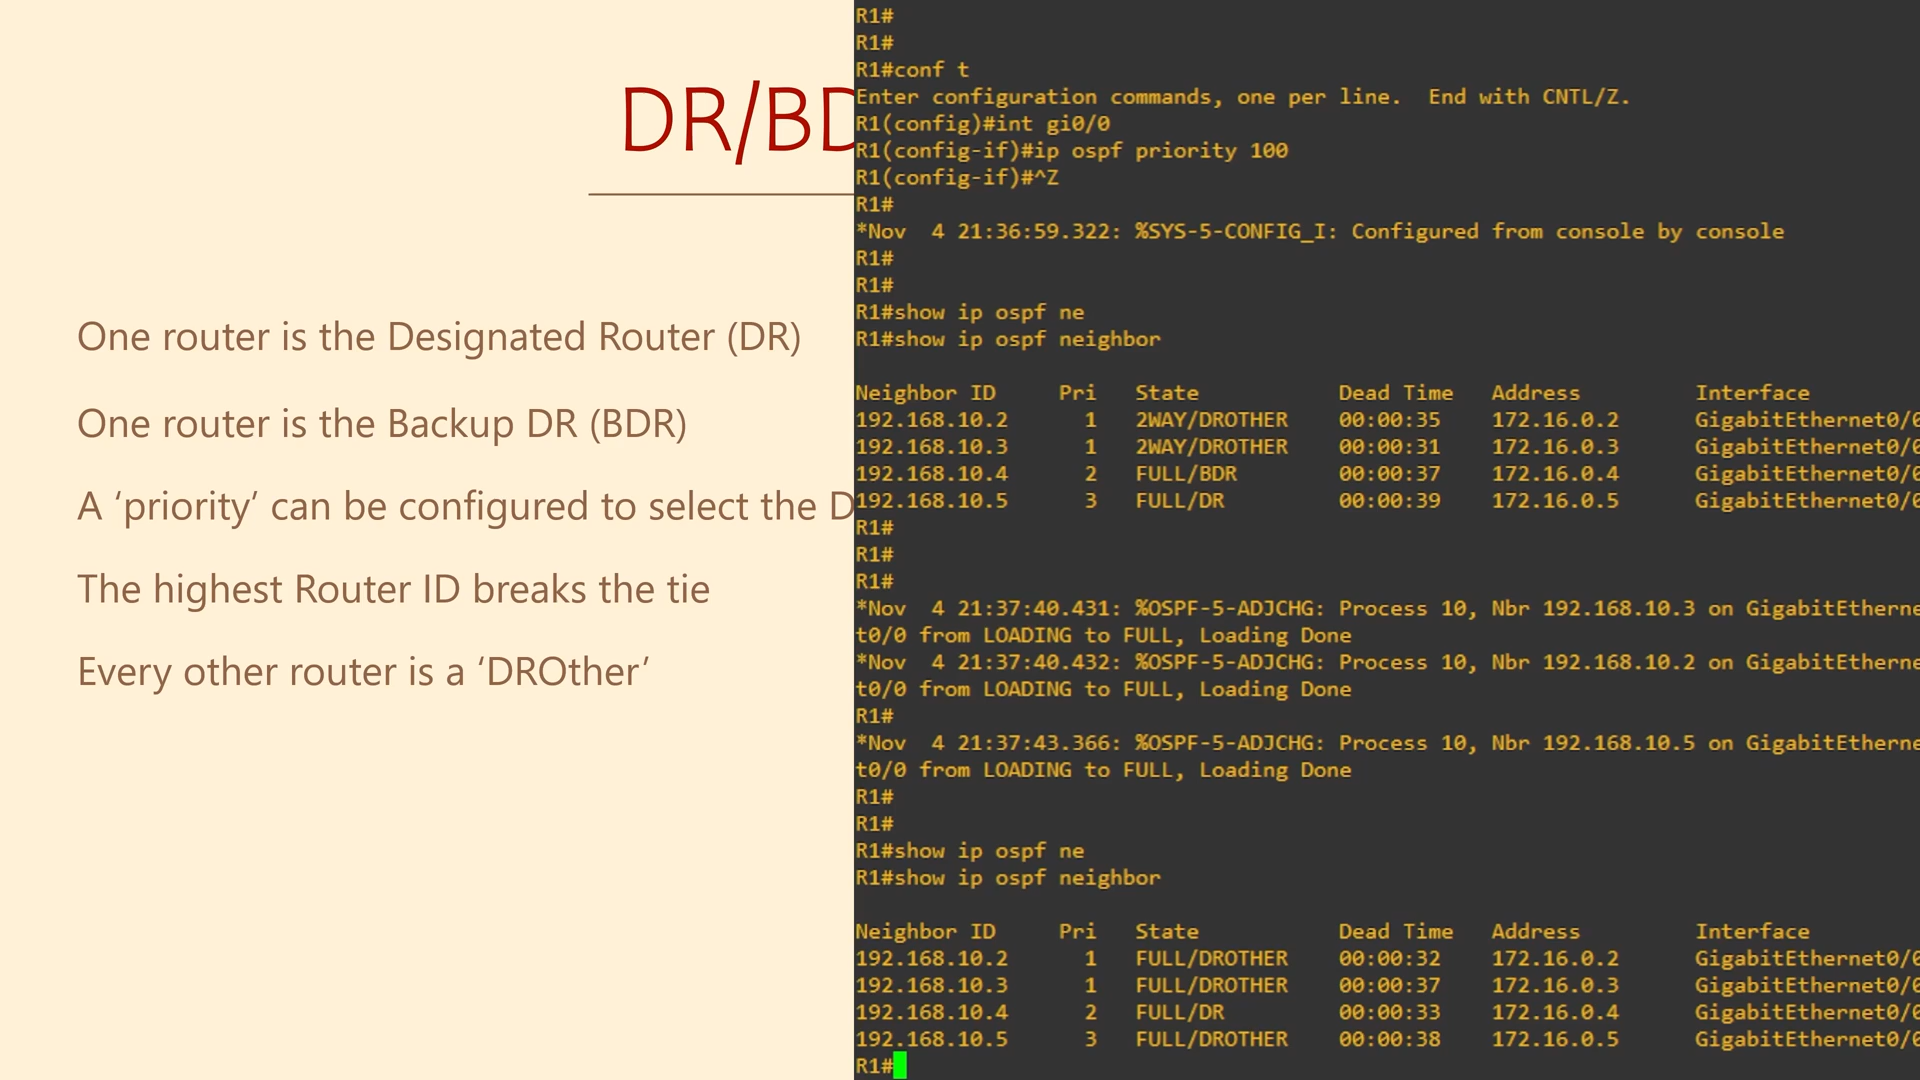 DR/BD
One router is the Designated Router (DR)
One router is the Backup DR (BDR)
A ‘priority’ can be configured to select the D
The highest Router ID breaks the tie
Every other router is a ‘DROther’
R1#
R1#
R1#conf t
Enter configuration commands, one per line.  End with CNTL/Z.
R1(config)#int gi0/0
R1(config-if)#ip ospf priority 100
R1(config-if)#^Z
R1#
*Nov  4 21:36:59.322: %SYS-5-CONFIG_I: Configured from console by console
R1#
R1#
R1#show ip ospf ne
R1#show ip ospf neighbor
Neighbor ID     Pri   State           Dead Time   Address         Interface
192.168.10.2      1   2WAY/DROTHER    00:00:35    172.16.0.2      GigabitEthernet0/0
192.168.10.3      1   2WAY/DROTHER    00:00:31    172.16.0.3      GigabitEthernet0/0
192.168.10.4      2   FULL/BDR        00:00:37    172.16.0.4      GigabitEthernet0/0
192.168.10.5      3   FULL/DR         00:00:39    172.16.0.5      GigabitEthernet0/0
R1#
R1#
R1#
*Nov  4 21:37:40.431: %OSPF-5-ADJCHG: Process 10, Nbr 192.168.10.3 on GigabitEtherne
t0/0 from LOADING to FULL, Loading Done
*Nov  4 21:37:40.432: %OSPF-5-ADJCHG: Process 10, Nbr 192.168.10.2 on GigabitEtherne
t0/0 from LOADING to FULL, Loading Done
R1#
*Nov  4 21:37:43.366: %OSPF-5-ADJCHG: Process 10, Nbr 192.168.10.5 on GigabitEtherne
t0/0 from LOADING to FULL, Loading Done
R1#
R1#
R1#show ip ospf ne
R1#show ip ospf neighbor
Neighbor ID     Pri   State           Dead Time   Address         Interface
192.168.10.2      1   FULL/DROTHER    00:00:32    172.16.0.2      GigabitEthernet0/0
192.168.10.3      1   FULL/DROTHER    00:00:37    172.16.0.3      GigabitEthernet0/0
192.168.10.4      2   FULL/DR         00:00:33    172.16.0.4      GigabitEthernet0/0
192.168.10.5      3   FULL/DROTHER    00:00:38    172.16.0.5      GigabitEthernet0/0
R1#